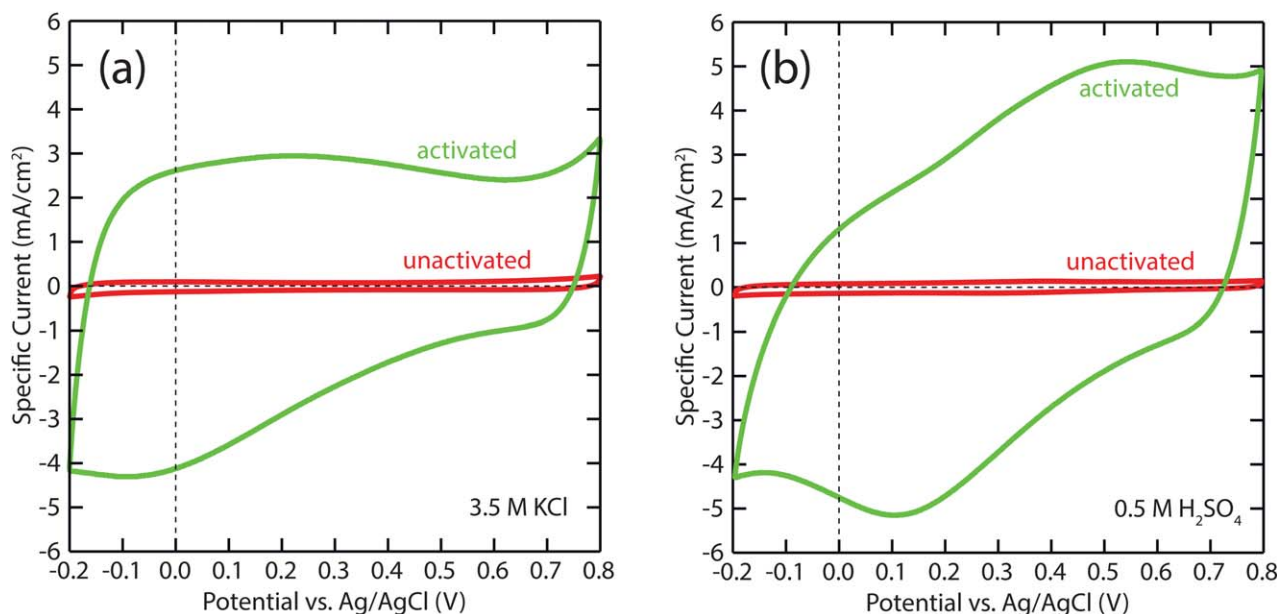 (a)
Specific Current (mA/cm²)
6
5
4
3
2
1
0
-1
-2
-3
-4
-5
-6
activated
unactivated
3.5 M KCl
-0.2 -0.1 0.0 0.1 0.2 0.3 0.4 0.5 0.6 0.7 0.8
Potential vs. Ag/AgCl (V)
(b)
Specific Current (mA/cm²)
6
5
4
3
2
1
0
-1
-2
-3
-4
-5
-6
activated
unactivated
0.5 M H₂SO₄
-0.2 -0.1 0.0 0.1 0.2 0.3 0.4 0.5 0.6 0.7 0.8
Potential vs. Ag/AgCl (V)